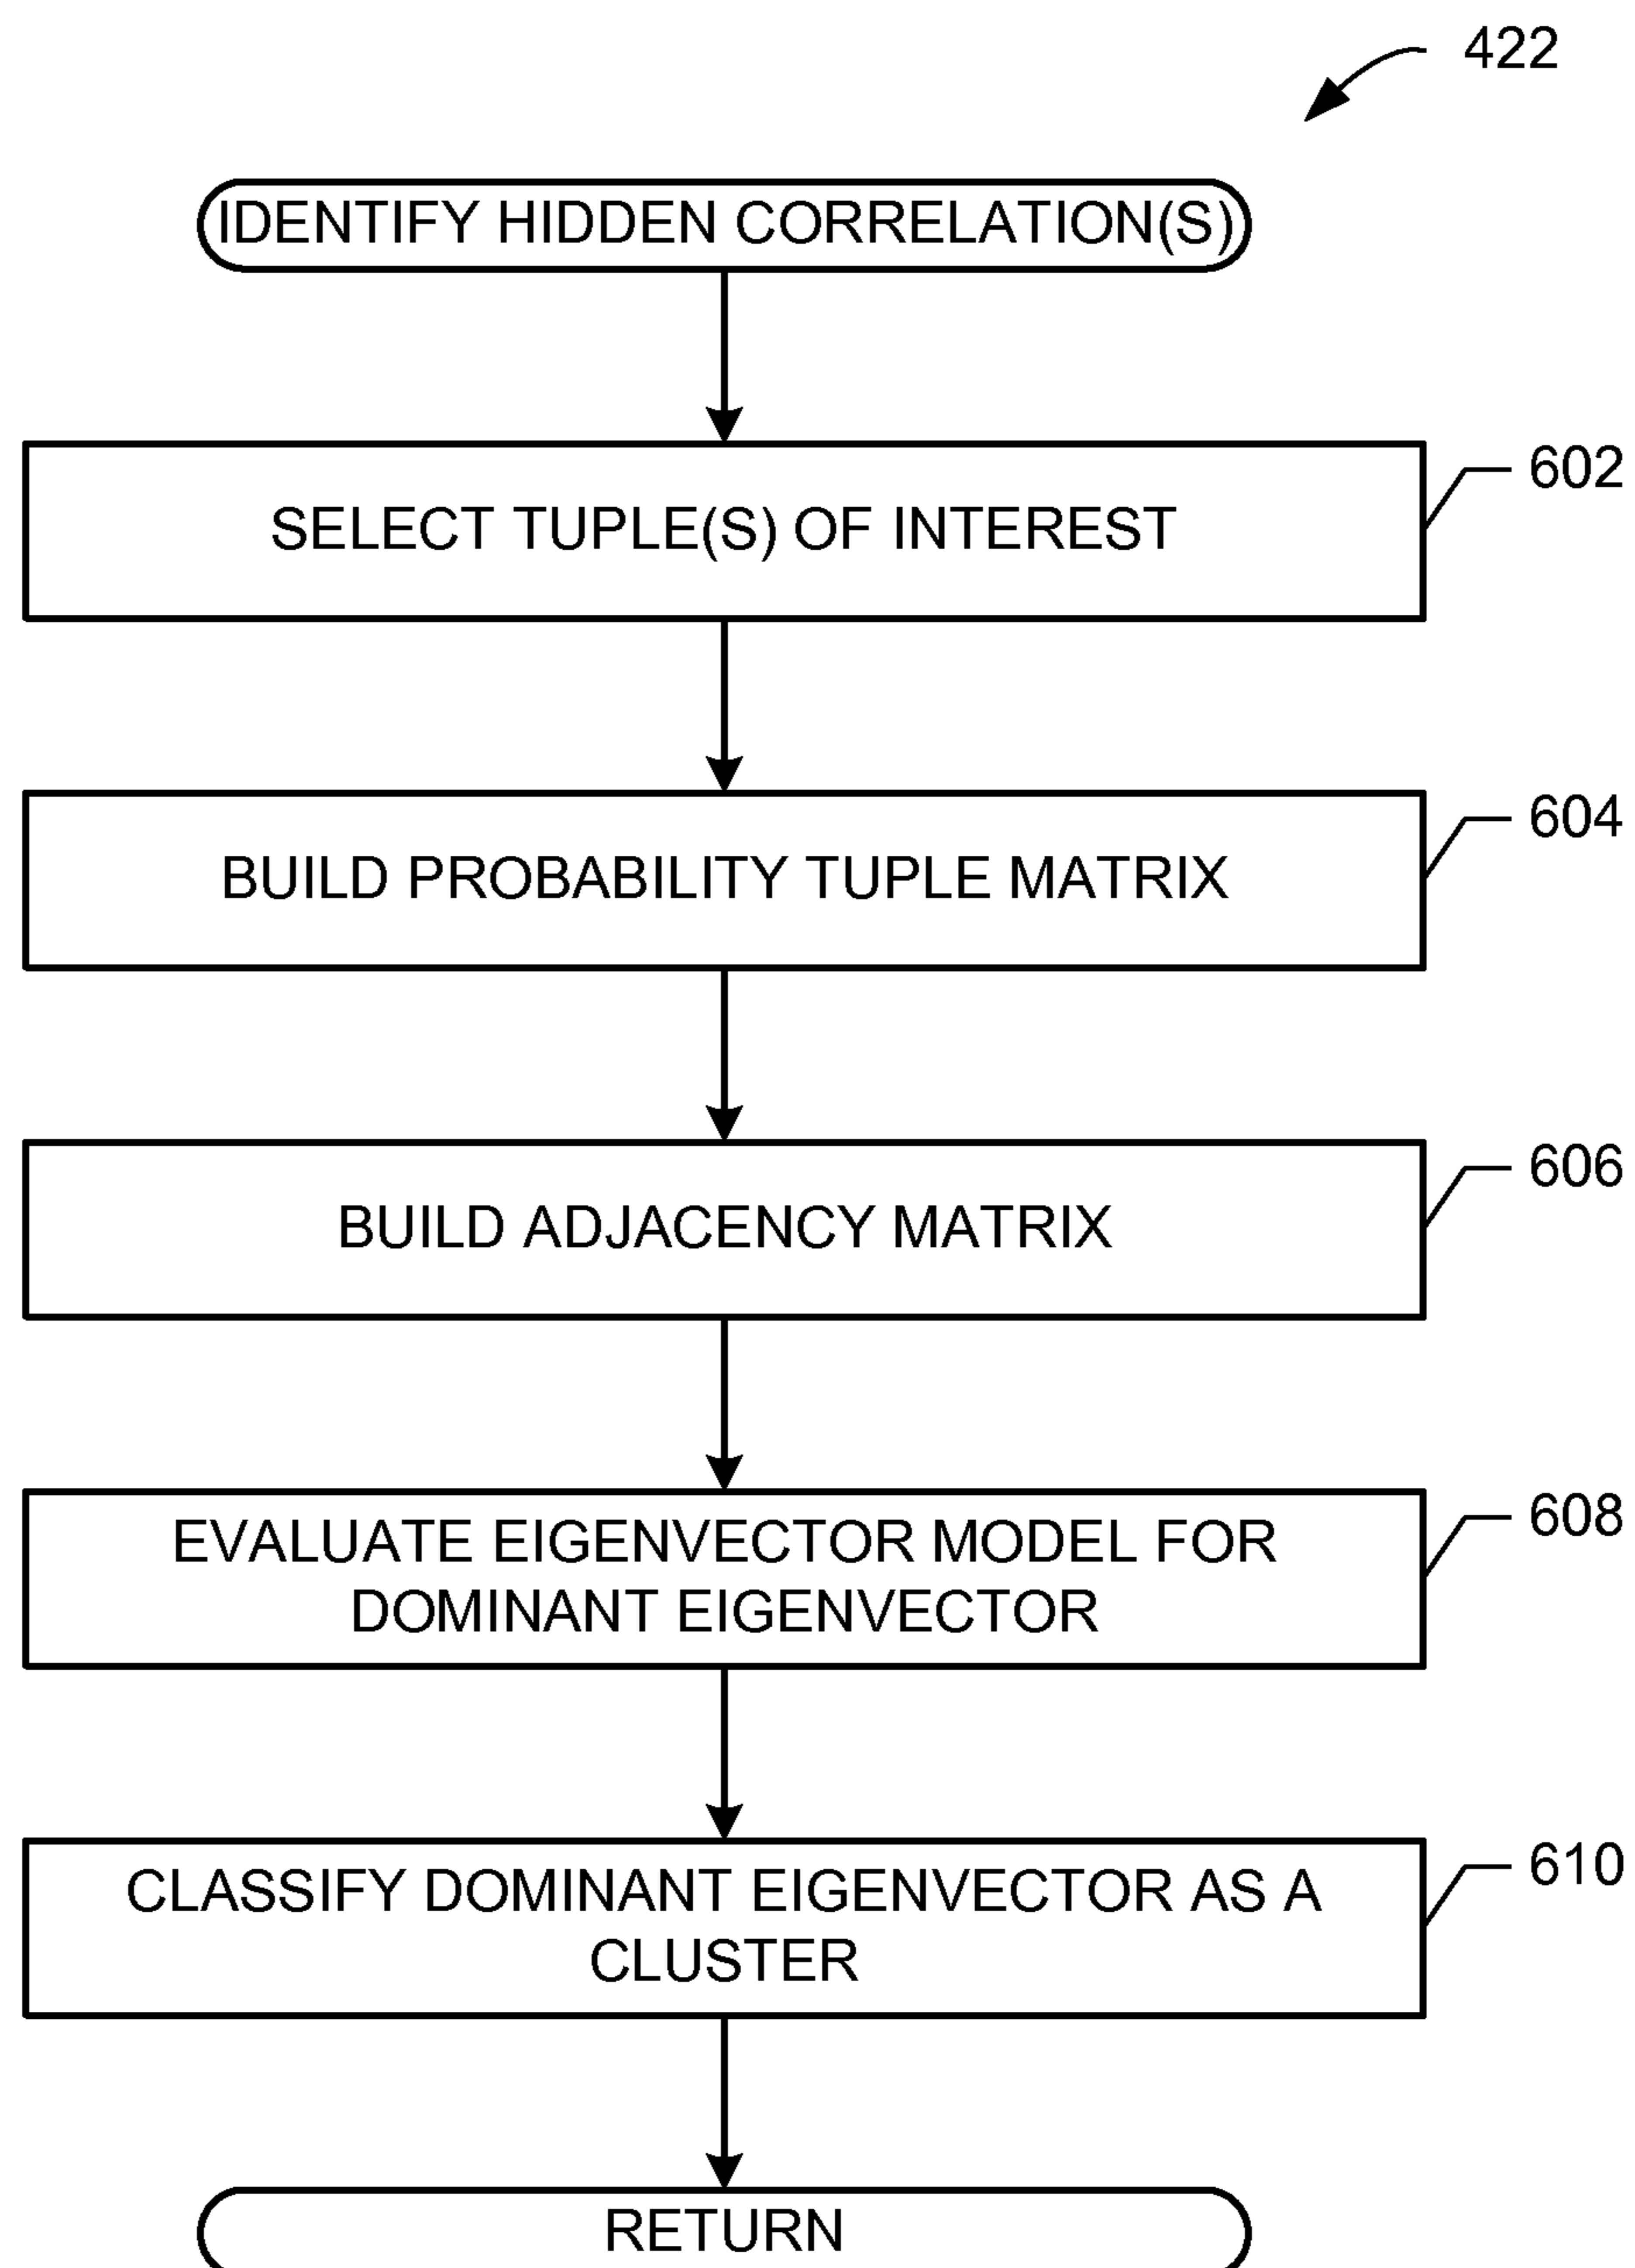 422
IDENTIFY HIDDEN CORRELATION(S)
602
SELECT TUPLE(S) OF INTEREST
604
BUILD PROBABILITY TUPLE MATRIX
606
BUILD ADJACENCY MATRIX
608
EVALUATE EIGENVECTOR MODEL FOR
DOMINANT EIGENVECTOR
610
CLASSIFY DOMINANT EIGENVECTOR AS A
CLUSTER
RETURN